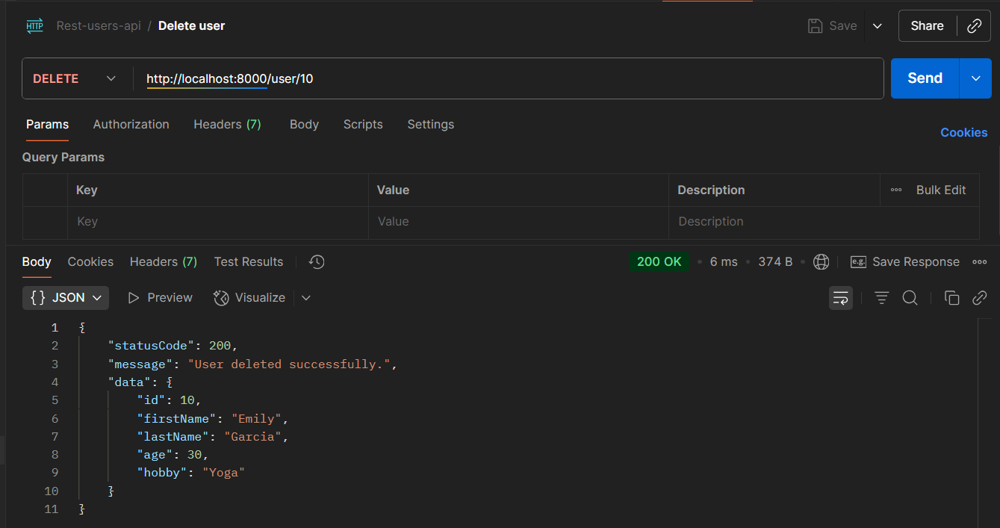 HTTP Rest-users-api / Delete user Save Share
DELETE http://localhost:8000/user/10 Send
Params Authorization Headers (7) Body Scripts Settings Cookies
Query Params
Key Value Description Bulk Edit
Key Value Description
Body Cookies Headers (7) Test Results 200 OK • 6 ms • 374 B • e.g. Save Response
{} JSON Preview Visualize
1 {
2 "statusCode": 200,
3 "message": "User deleted successfully.",
4 "data": {
5 "id": 10,
6 "firstName": "Emily",
7 "lastName": "Garcia",
8 "age": 30,
9 "hobby": "Yoga"
10 }
11 }